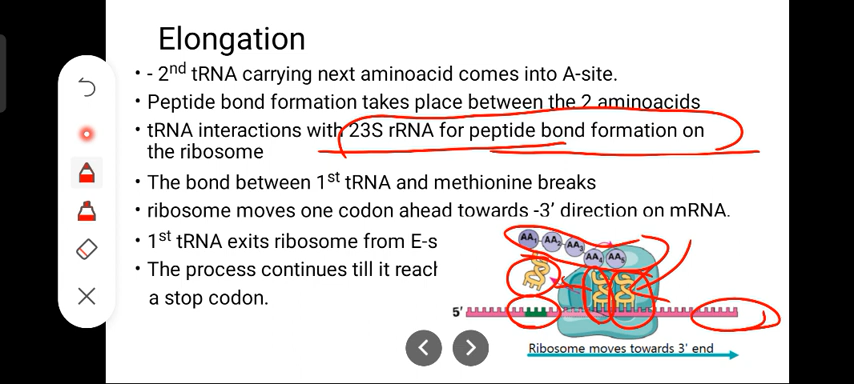 Elongation
• - 2nd tRNA carrying next aminoacid comes into A-site.
• Peptide bond formation takes place between the 2 aminoacids
• tRNA interactions with 23S rRNA for peptide bond formation on
the ribosome
• The bond between 1st tRNA and methionine breaks
• ribosome moves one codon ahead towards -3' direction on mRNA.
• 1st tRNA exits ribosome from E-s
• The process continues till it reach
a stop codon.
AA1 AA2 AA3 AA4 AA5
5'
Ribosome moves towards 3' end